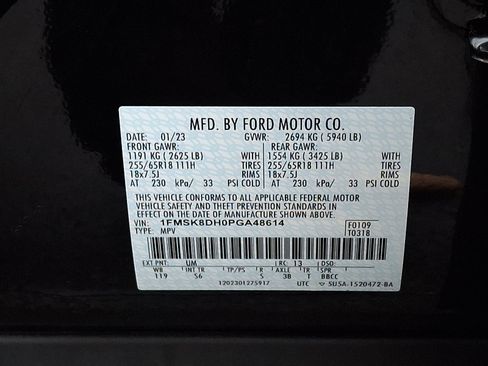 MFD. BY FORD MOTOR CO.
DATE: 01/23 GVWR: 2694 KG ( 5940 LB)
FRONT GAWR: REAR GAWR:
1191 KG ( 2625 LB) WITH 1554 KG ( 3425 LB) WITH
255/65R18 111H TIRES 255/65R18 111H TIRES
18x7.5J RIMS 18x7.5J RIMS
AT 230 kPa/ 33 PSI COLD AT 230 kPa/ 33 PSI COLD
THIS VEHICLE CONFORMS TO ALL APPLICABLE FEDERAL MOTOR
VEHICLE SAFETY AND THEFT PREVENTION STANDARDS IN
EFFECT ON THE DATE OF MANUFACTURE SHOWN ABOVE.
VIN: 1FMSK8DH0PGA48614 F0109
TYPE: MPV T0318
EXT PNT: UM RC: 13 DSO:
WB INT TR TP/PS R AXLE TR SPR
119 S6 S 3B T BBCC
1202301275917 UTC ▽ SU5A-1520472-BA